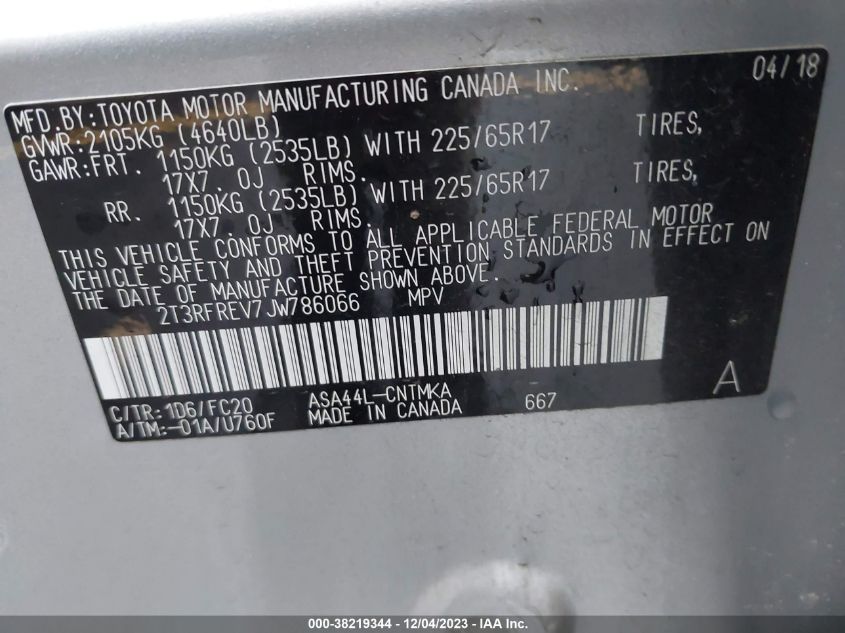 04/18
MFD.BY:TOYOTA MOTOR MANUFACTURING CANADA INC.
GVWR:2105KG (4640LB)
GAWR:FRT. 1150KG (2535LB) WITH 225/65R17 TIRES,
17X7.0J RIMS.
RR. 1150KG (2535LB) WITH 225/65R17 TIRES,
17X7.0J RIMS.
THIS VEHICLE CONFORMS TO ALL APPLICABLE FEDERAL MOTOR
VEHICLE SAFETY AND THEFT PREVENTION STANDARDS IN EFFECT ON
THE DATE OF MANUFACTURE SHOWN ABOVE.
2T3RFREV7JW786066 MPV
A
C/TR:1D6/FC20 ASA44L-CNTMKA 667
A/TM:-01A/U760F MADE IN CANADA
000-38219344 - 12/04/2023 - IAA Inc.